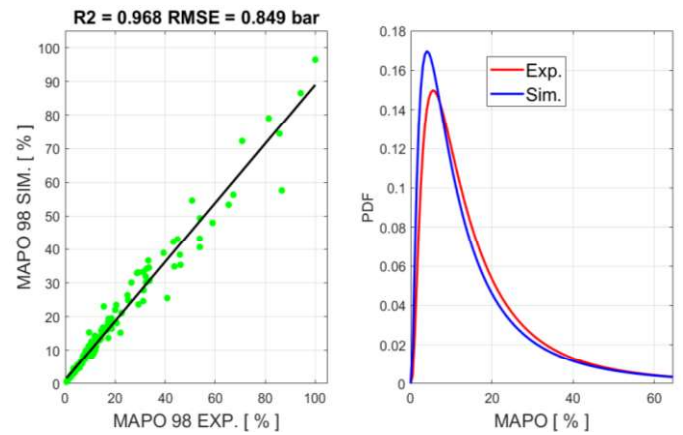 R2 = 0.968 RMSE = 0.849 bar
MAPO 98 SIM. [ % ]
100
90
80
70
60
50
40
30
20
10
0
0 20 40 60 80 100
MAPO 98 EXP. [ % ]
PDF
0.18
0.16
0.14
0.12
0.1
0.08
0.06
0.04
0.02
0
Exp.
Sim.
0 20 40 60
MAPO [ % ]